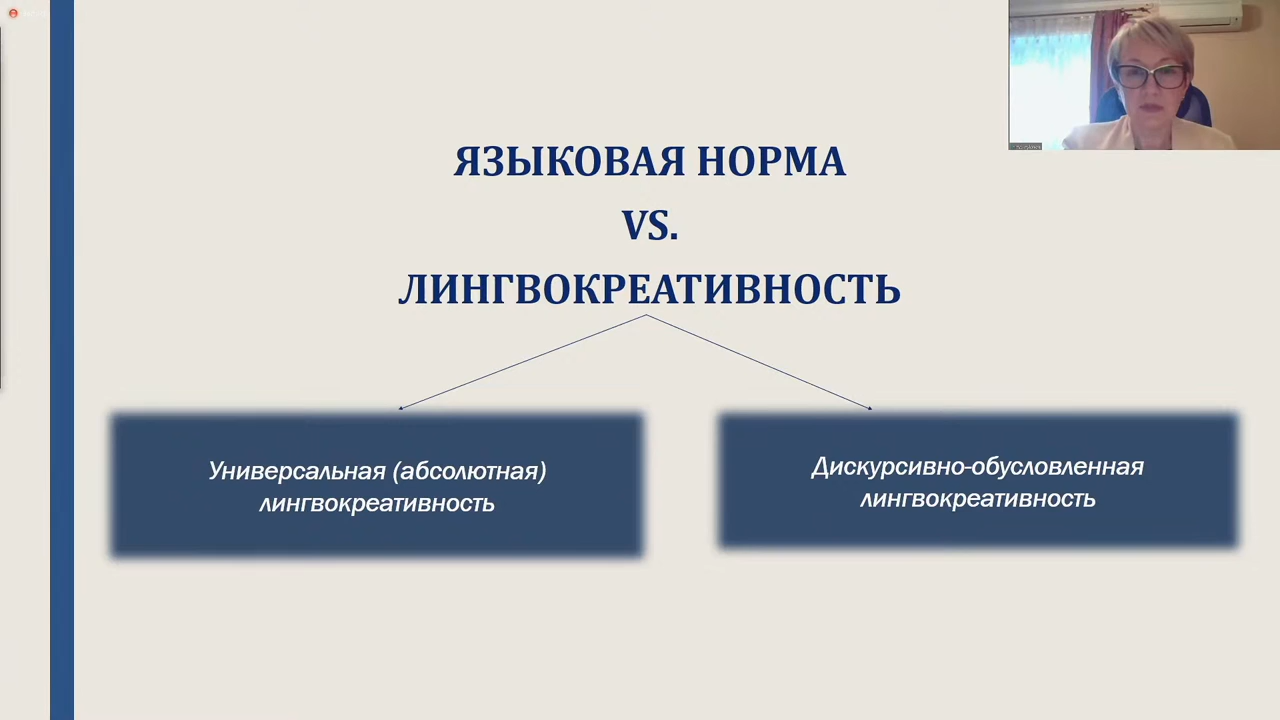 ЯЗЫКОВАЯ НОРМА
VS.
ЛИНГВОКРЕАТИВНОСТЬ
Универсальная (абсолютная)
лингвокреативность
Дискурсивно-обусловленная
лингвокреативность